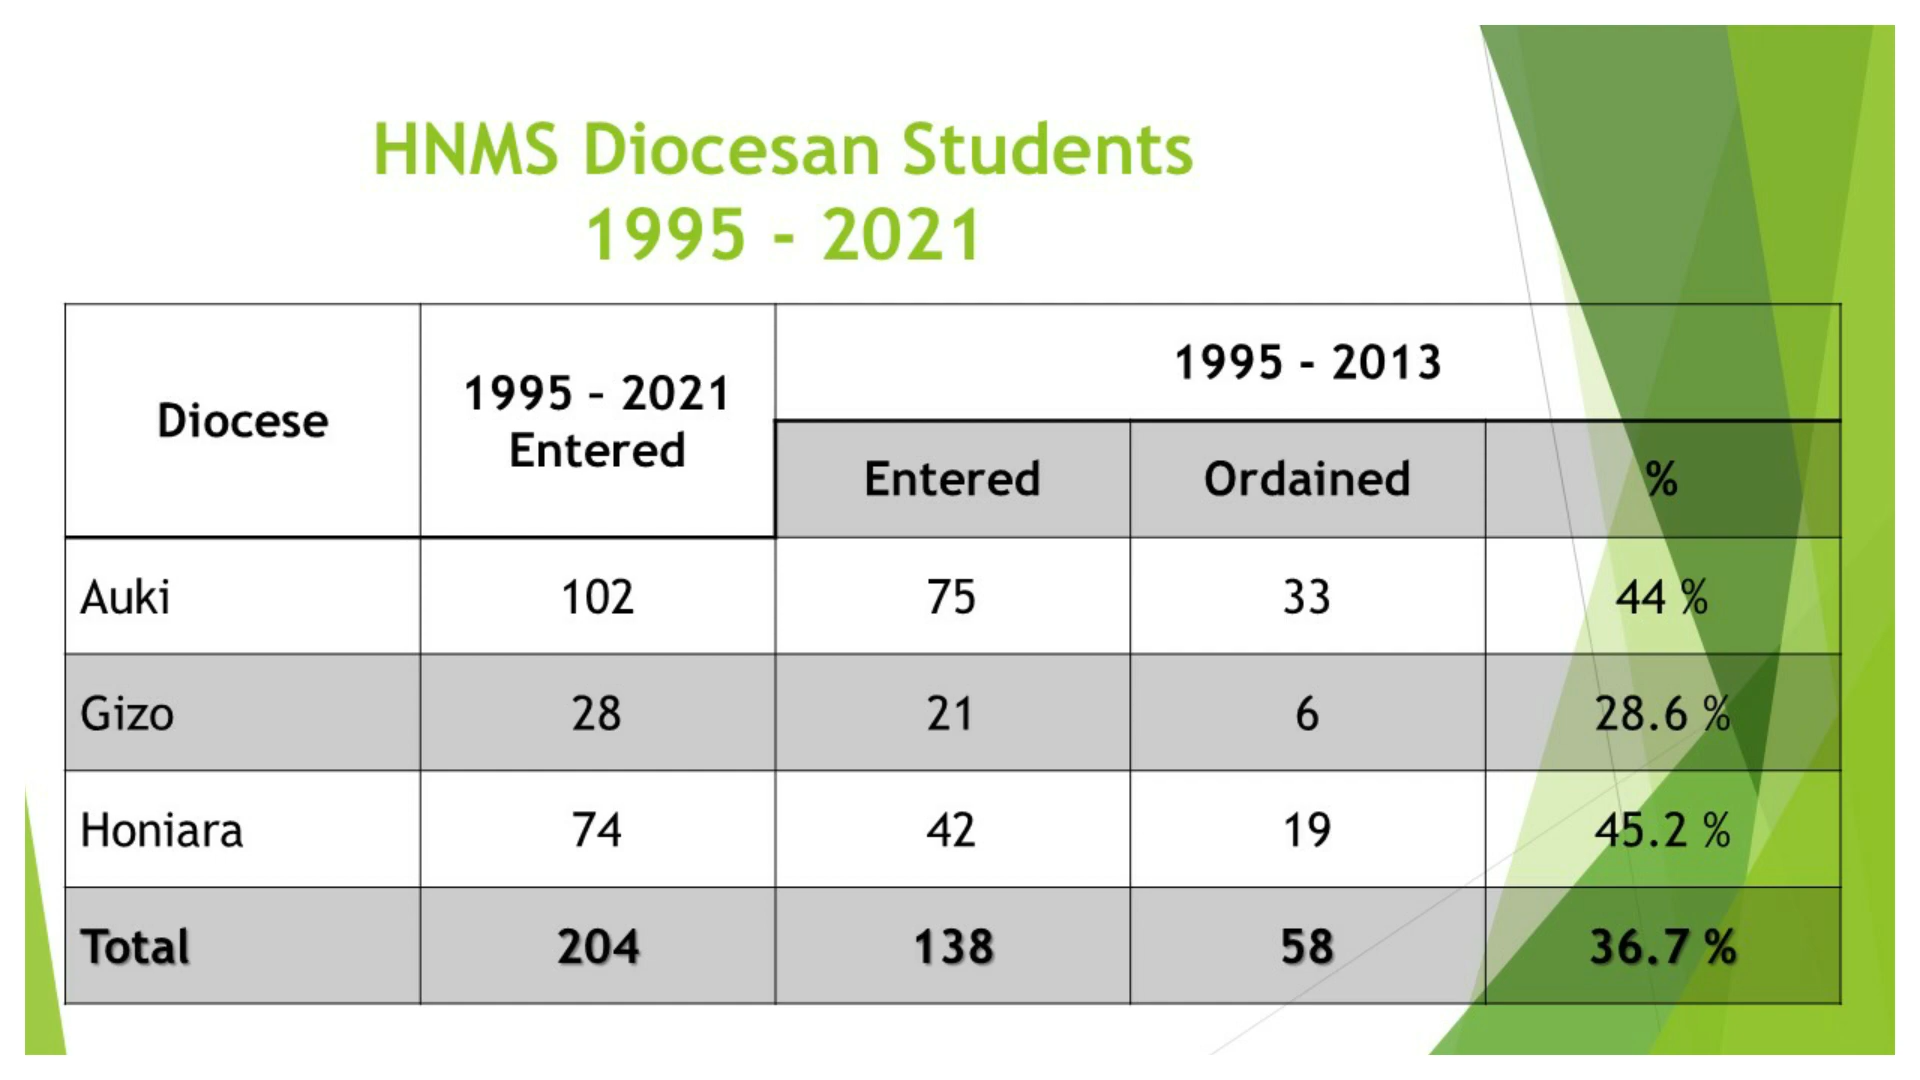 HNMS Diocesan Students
1995 - 2021
Diocese
1995 – 2021
Entered
1995 - 2013
Entered Ordained %
Auki 102 75 33 44 %
Gizo 28 21 6 28.6 %
Honiara 74 42 19 45.2 %
Total 204 138 58 36.7 %